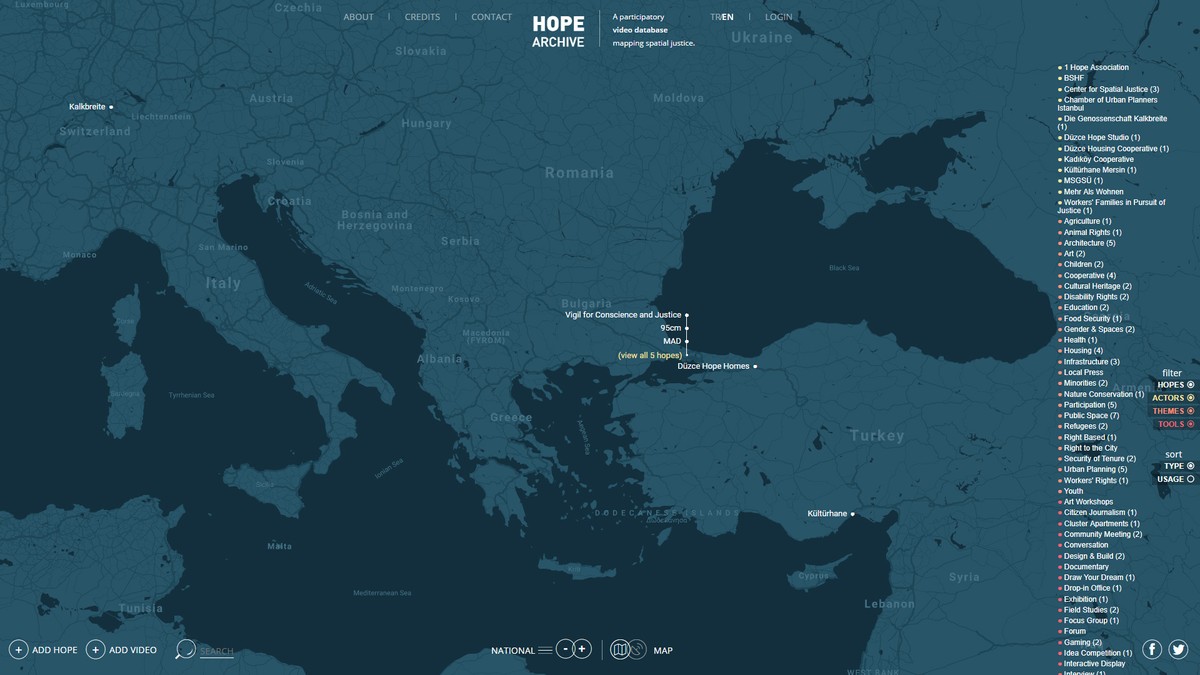 ABOUT | CREDITS | CONTACT
HOPE
ARCHIVE
A participatory
video database
mapping spatial justice.
TR/EN | LOGIN
Luxembourg
Czechia
Slovakia
Ukraine
Austria
Moldova
Kalkbreite
Liechtenstein
Switzerland
Hungary
Slovenia
Romania
Croatia
Bosnia and
Herzegovina
Serbia
San Marino
Monaco
Italy
Adriatic Sea
Montenegro
Kosovo
Black Sea
Bulgaria
Vigil for Conscience and Justice
95cm
MAD
(view all 5 hopes)
Düzce Hope Homes
Macedonia
(FYROM)
Albania
Tyrrhenian Sea
Greece
Aegean Sea
Turkey
Armen
Ionian Sea
DODECANESE ISLANDS
Kültürhane
Malta
Cyprus
Syria
Mediterranean Sea
Lebanon
Tunisia
WEST BANK
1 Hope Association
BSHF
Center for Spatial Justice (3)
Chamber of Urban Planners
Istanbul
Die Genossenschaft Kalkbreite
(1)
Düzce Hope Studio (1)
Düzce Housing Cooperative (1)
Kadıköy Cooperative
Kültürhane Mersin (1)
MSGSÜ (1)
Mehr Als Wohnen
Workers' Families in Pursuit of
Justice (1)
Agriculture (1)
Animal Rights (1)
Architecture (5)
Art (2)
Children (2)
Cooperative (4)
Cultural Heritage (2)
Disability Rights (2)
Education (2)
Food Security (1)
Gender & Spaces (2)
Health (1)
Housing (4)
Infrastructure (3)
Local Press
Minorities (2)
Nature Conservation (1)
Participation (5)
Public Space (7)
Refugees (2)
Right Based (1)
Right to the City
Security of Tenure (2)
Urban Planning (5)
Workers' Rights (1)
Youth
Art Workshops
Citizen Journalism (1)
Cluster Apartments (1)
Community Meeting (2)
Conversation
Design & Build (2)
Documentary
Draw Your Dream (1)
Drop-in Office (1)
Exhibition (1)
Field Studies (2)
Focus Group (1)
Forum
Gaming (2)
Idea Competition (1)
Interactive Display
Interview (1)
filter
HOPES
ACTORS
THEMES
TOOLS
sort
TYPE
USAGE
+ ADD HOPE
+ ADD VIDEO
SEARCH
NATIONAL
- +
MAP